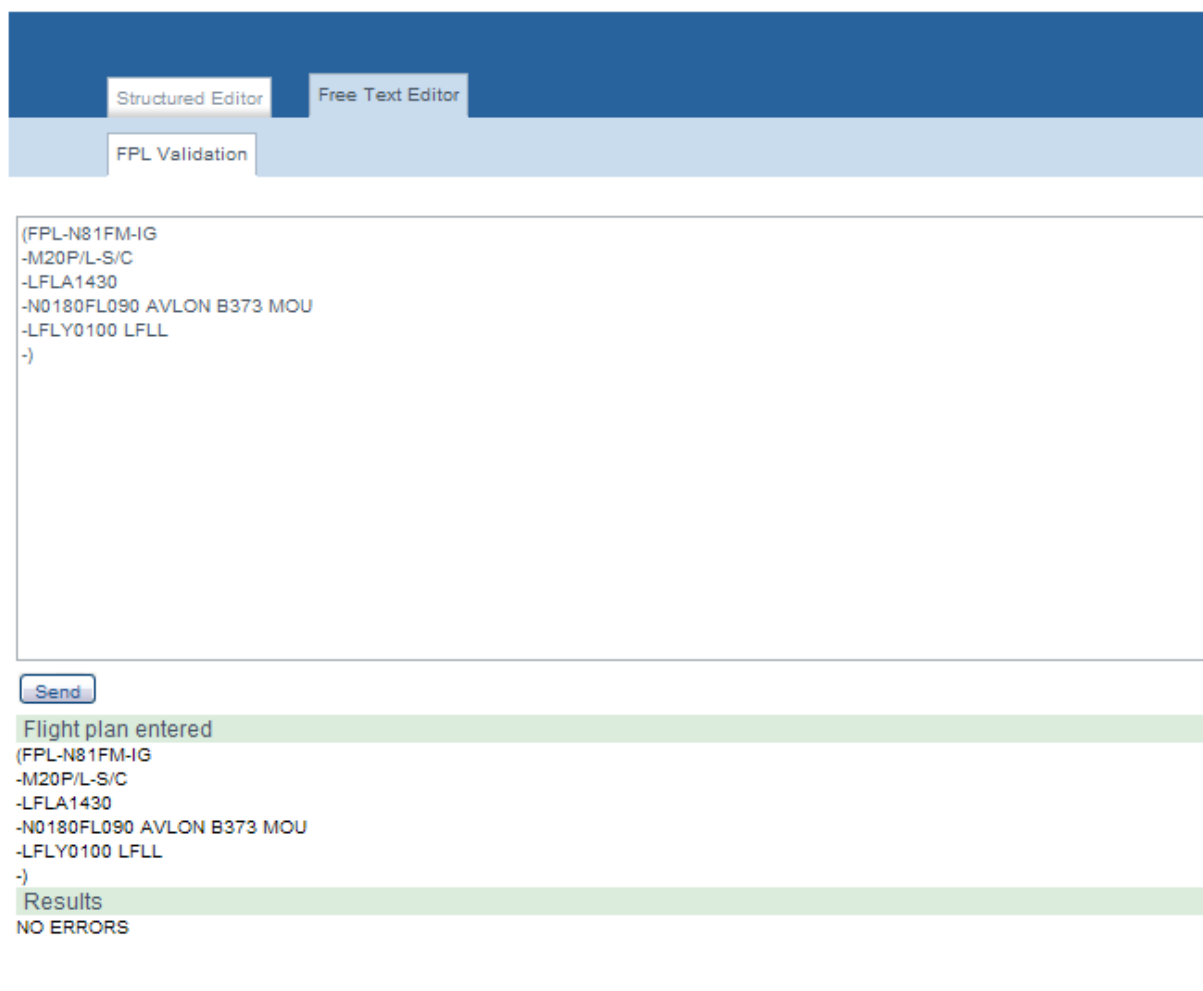 Structured Editor Free Text Editor
FPL Validation
(FPL-N81FM-IG
-M20P/L-S/C
-LFLA1430
-N0180FL090 AVLON B373 MOU
-LFLY0100 LFLL
-)
Send
Flight plan entered
(FPL-N81FM-IG
-M20P/L-S/C
-LFLA1430
-N0180FL090 AVLON B373 MOU
-LFLY0100 LFLL
-)
Results
NO ERRORS